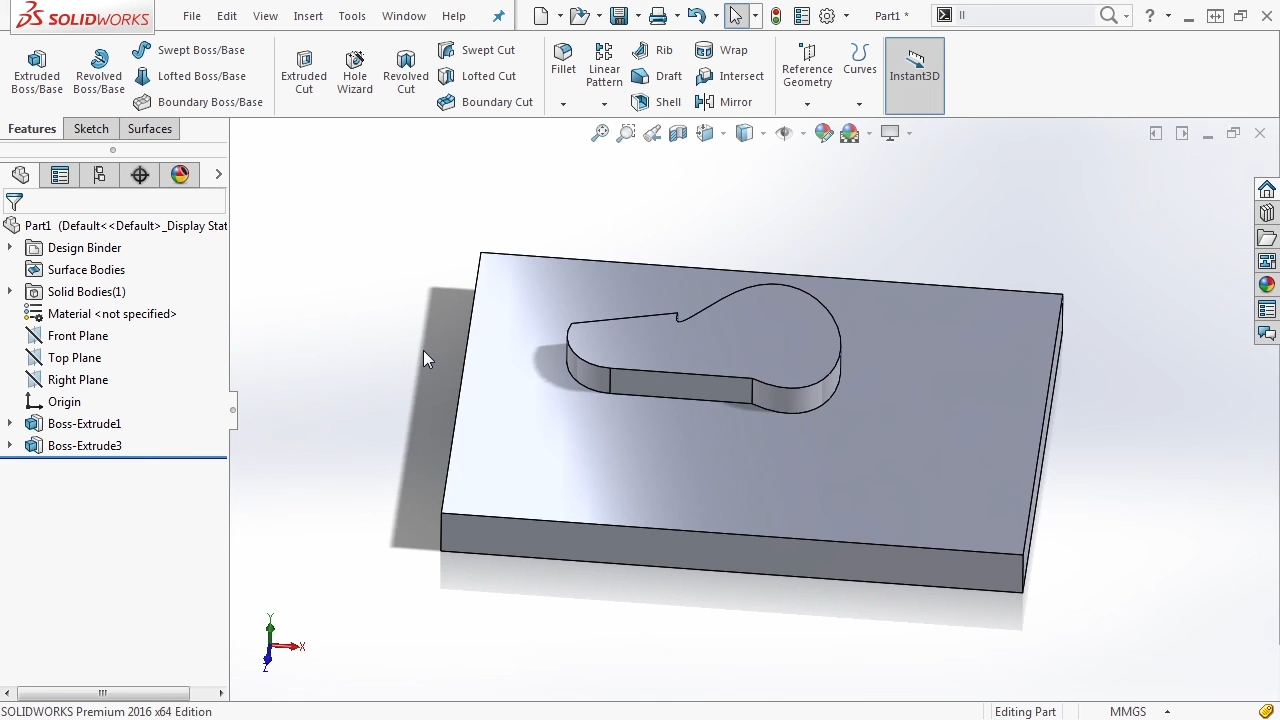 SOLIDWORKS File Edit View Insert Tools Window Help Part1 * ll ?
Extruded Boss/Base
Revolved Boss/Base
Swept Boss/Base
Lofted Boss/Base
Boundary Boss/Base
Extruded Cut
Hole Wizard
Revolved Cut
Swept Cut
Lofted Cut
Boundary Cut
Fillet
Linear Pattern
Rib
Draft
Shell
Wrap
Intersect
Mirror
Reference Geometry
Curves
Instant3D
Features Sketch Surfaces
Part1 (Default<<Default>_Display Stat
Design Binder
Surface Bodies
Solid Bodies(1)
Material <not specified>
Front Plane
Top Plane
Right Plane
Origin
Boss-Extrude1
Boss-Extrude3
Y
X
Z
SOLIDWORKS Premium 2016 x64 Edition Editing Part MMGS